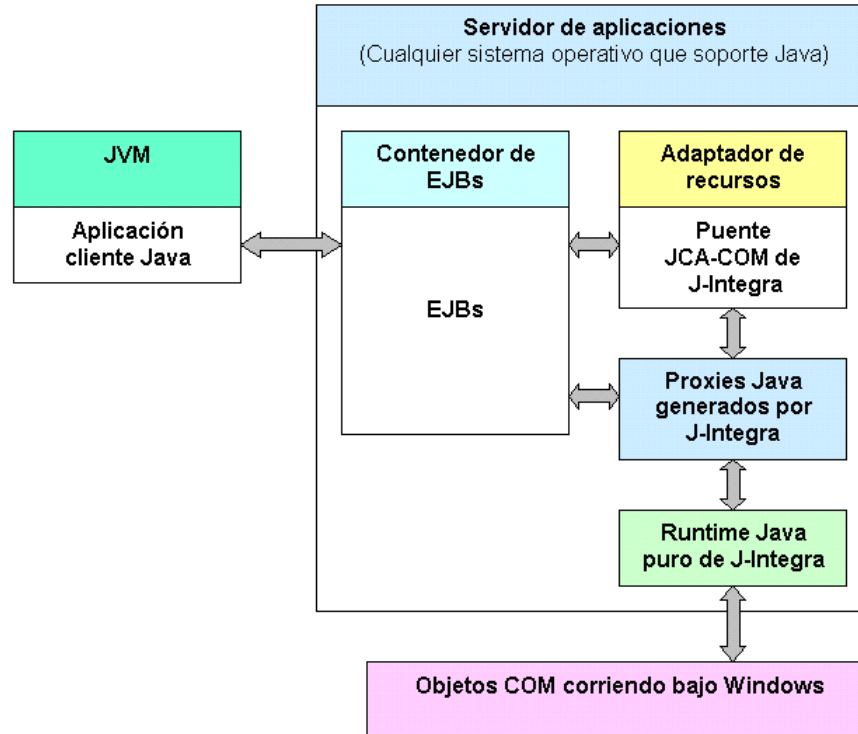 Servidor de aplicaciones
(Cualquier sistema operativo que soporte Java)
JVM
Aplicación
cliente Java
Contenedor de
EJBs
EJBs
Adaptador de
recursos
Puente
JCA-COM de
J-Integra
Proxies Java
generados por
J-Integra
Runtime Java
puro de J-Integra
Objetos COM corriendo bajo Windows